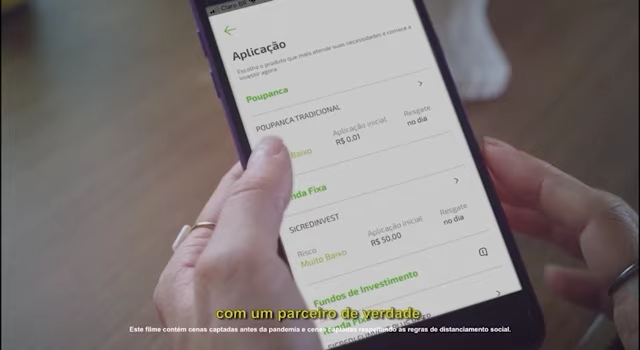 Claro BR
Aplicação
Escolha o produto que mais atende suas necessidades e comece a
investir agora.
Poupança
POUPANÇA TRADICIONAL
Baixo
Aplicação inicial
R$ 0,01
Resgate
no dia
nda Fixa
SICREDINVEST
Risco
Muito Baixo
Aplicação inicial
R$ 50,00
Resgate
no dia
Fundos de Investimento
com um parceiro de verdade
Este filme contém cenas captadas antes da pandemia e cenas captadas respeitando as regras de distanciamento social.